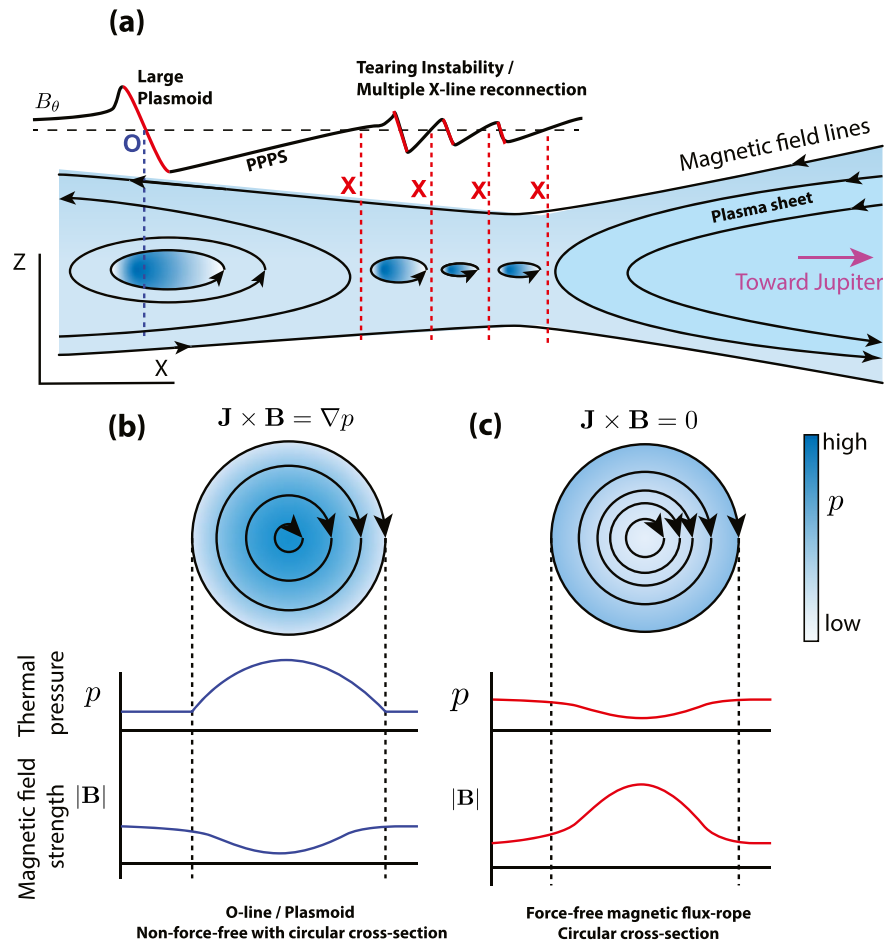 (a)
Large
Plasmoid
Tearing Instability /
Multiple X-line reconnection
B_θ
O
PPPS
X
X
X
X
Magnetic field lines
Plasma sheet
Toward Jupiter
Z
X
(b)
J × B = ∇p
(c)
J × B = 0
high
p
low
Thermal
pressure
p
p
Magnetic field
strength
|B|
|B|
O-line / Plasmoid
Non-force-free with circular cross-section
Force-free magnetic flux-rope
Circular cross-section